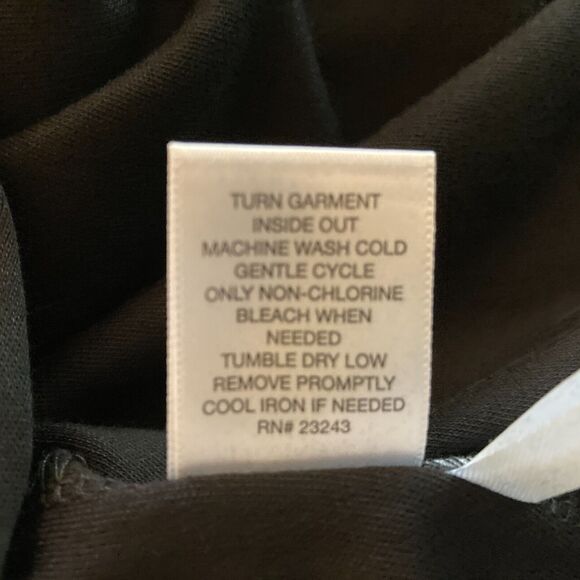 TURN GARMENT
INSIDE OUT
MACHINE WASH COLD
GENTLE CYCLE
ONLY NON-CHLORINE
BLEACH WHEN
NEEDED
TUMBLE DRY LOW
REMOVE PROMPTLY
COOL IRON IF NEEDED
RN# 23243